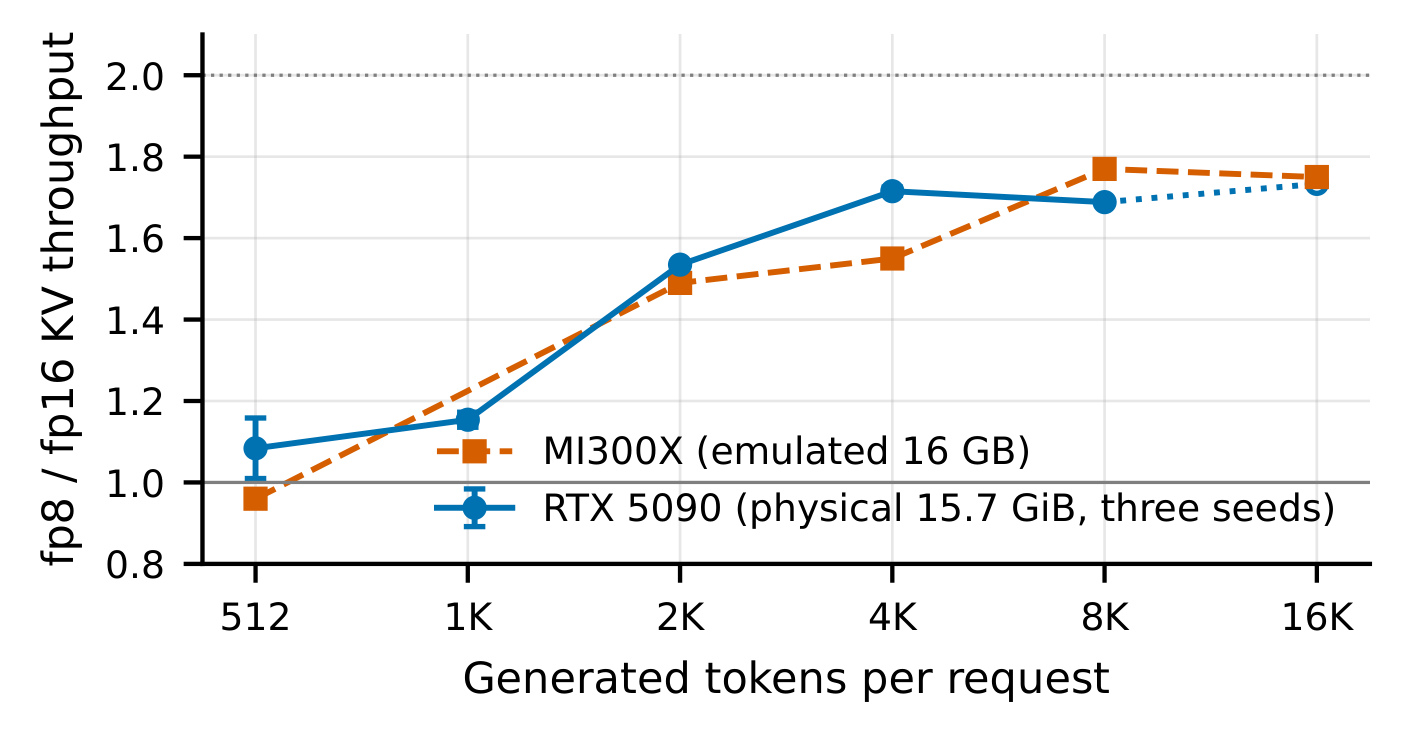 fp8 / fp16 KV throughput
2.0
1.8
1.6
1.4
1.2
1.0
0.8
MI300X (emulated 16 GB)
RTX 5090 (physical 15.7 GiB, three seeds)
512 1K 2K 4K 8K 16K
Generated tokens per request